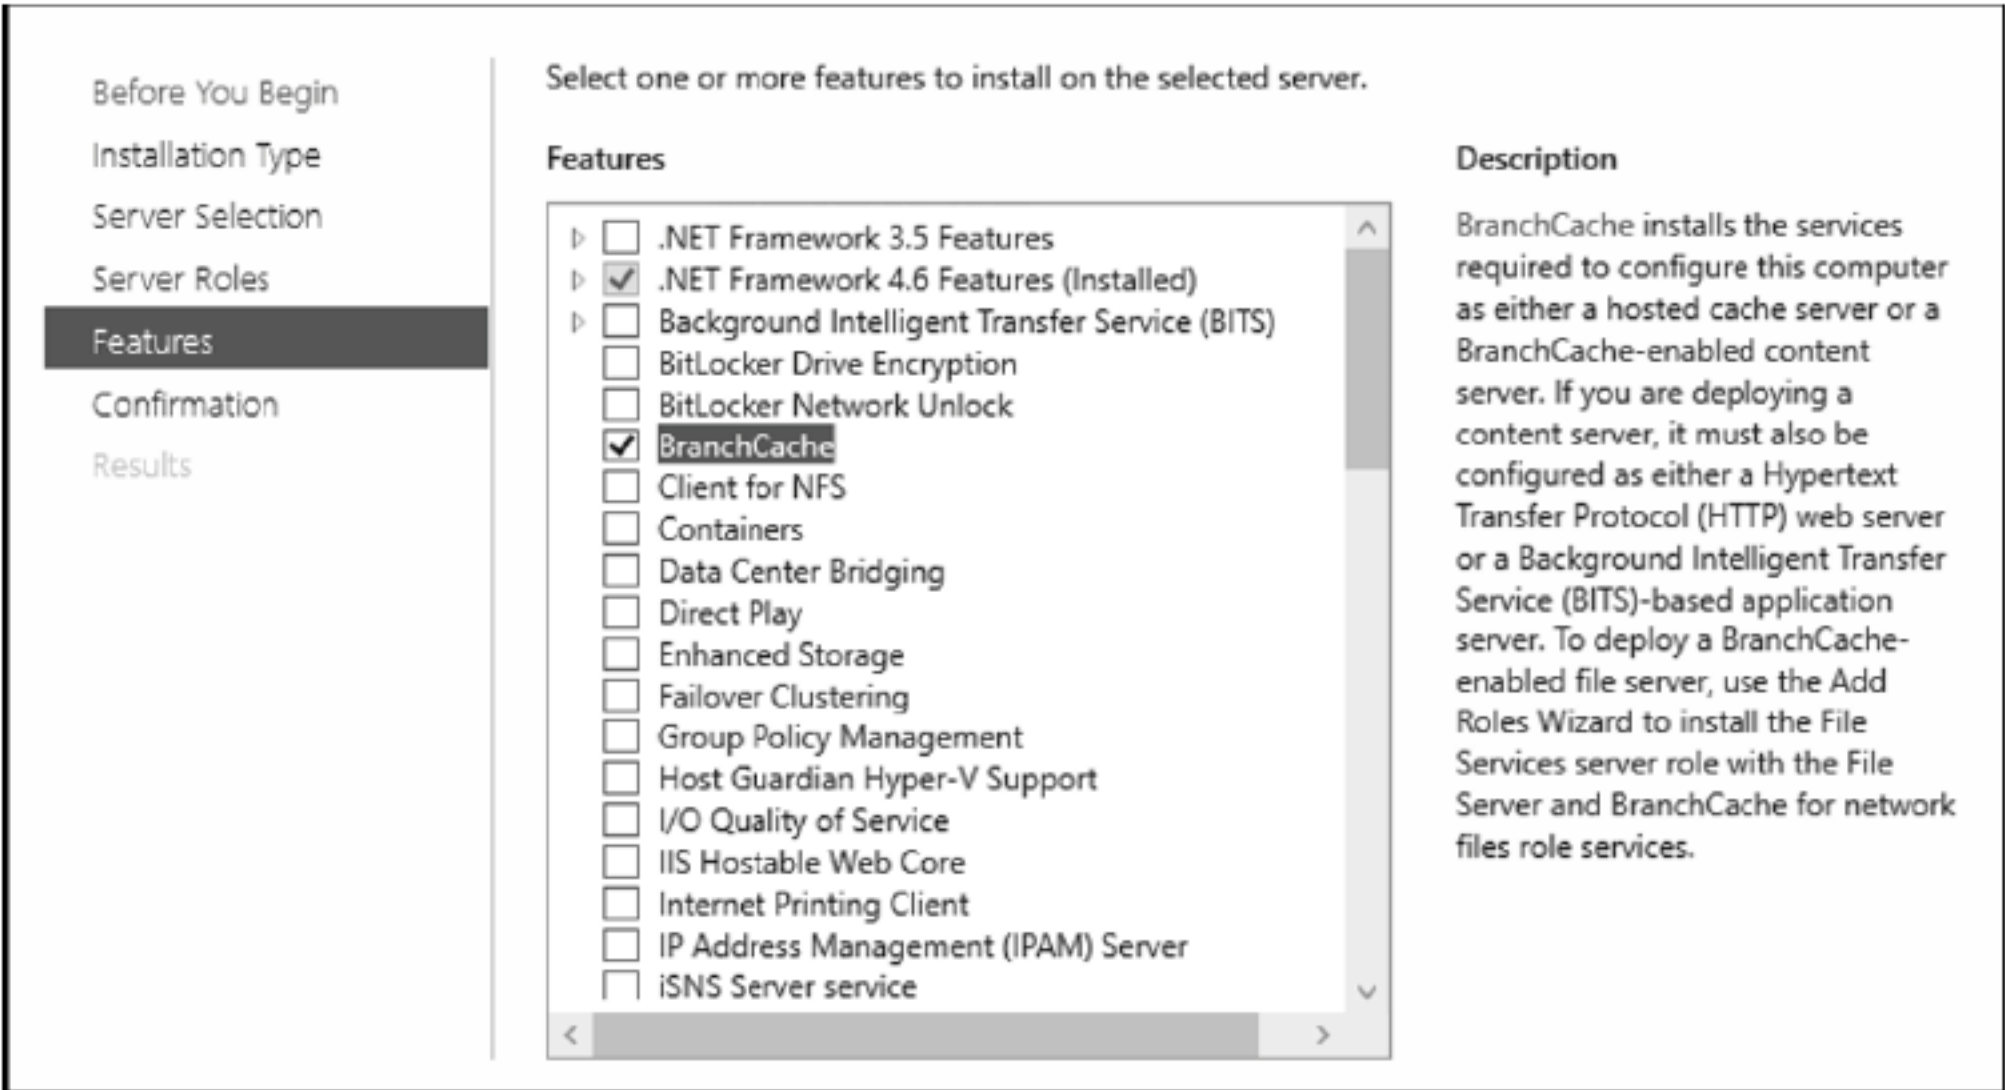 Before You Begin
Installation Type
Server Selection
Server Roles
Features
Confirmation
Results
Select one or more features to install on the selected server.
Features
.NET Framework 3.5 Features
.NET Framework 4.6 Features (Installed)
Background Intelligent Transfer Service (BITS)
BitLocker Drive Encryption
BitLocker Network Unlock
BranchCache
Client for NFS
Containers
Data Center Bridging
Direct Play
Enhanced Storage
Failover Clustering
Group Policy Management
Host Guardian Hyper-V Support
I/O Quality of Service
IIS Hostable Web Core
Internet Printing Client
IP Address Management (IPAM) Server
iSNS Server service
Description
BranchCache installs the services
required to configure this computer
as either a hosted cache server or a
BranchCache-enabled content
server. If you are deploying a
content server, it must also be
configured as either a Hypertext
Transfer Protocol (HTTP) web server
or a Background Intelligent Transfer
Service (BITS)-based application
server. To deploy a BranchCache-
enabled file server, use the Add
Roles Wizard to install the File
Services server role with the File
Server and BranchCache for network
files role services.